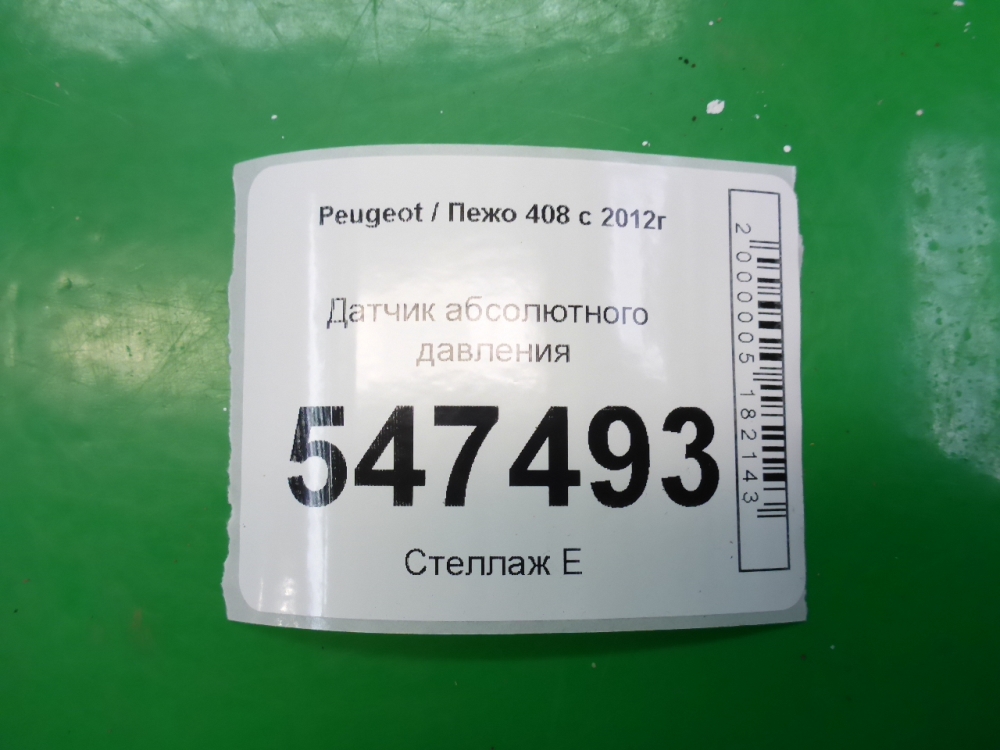 Peugeot / Пежо 408 с 2012г
Датчик абсолютного
давления
547493
Стеллаж Е
2000005182143